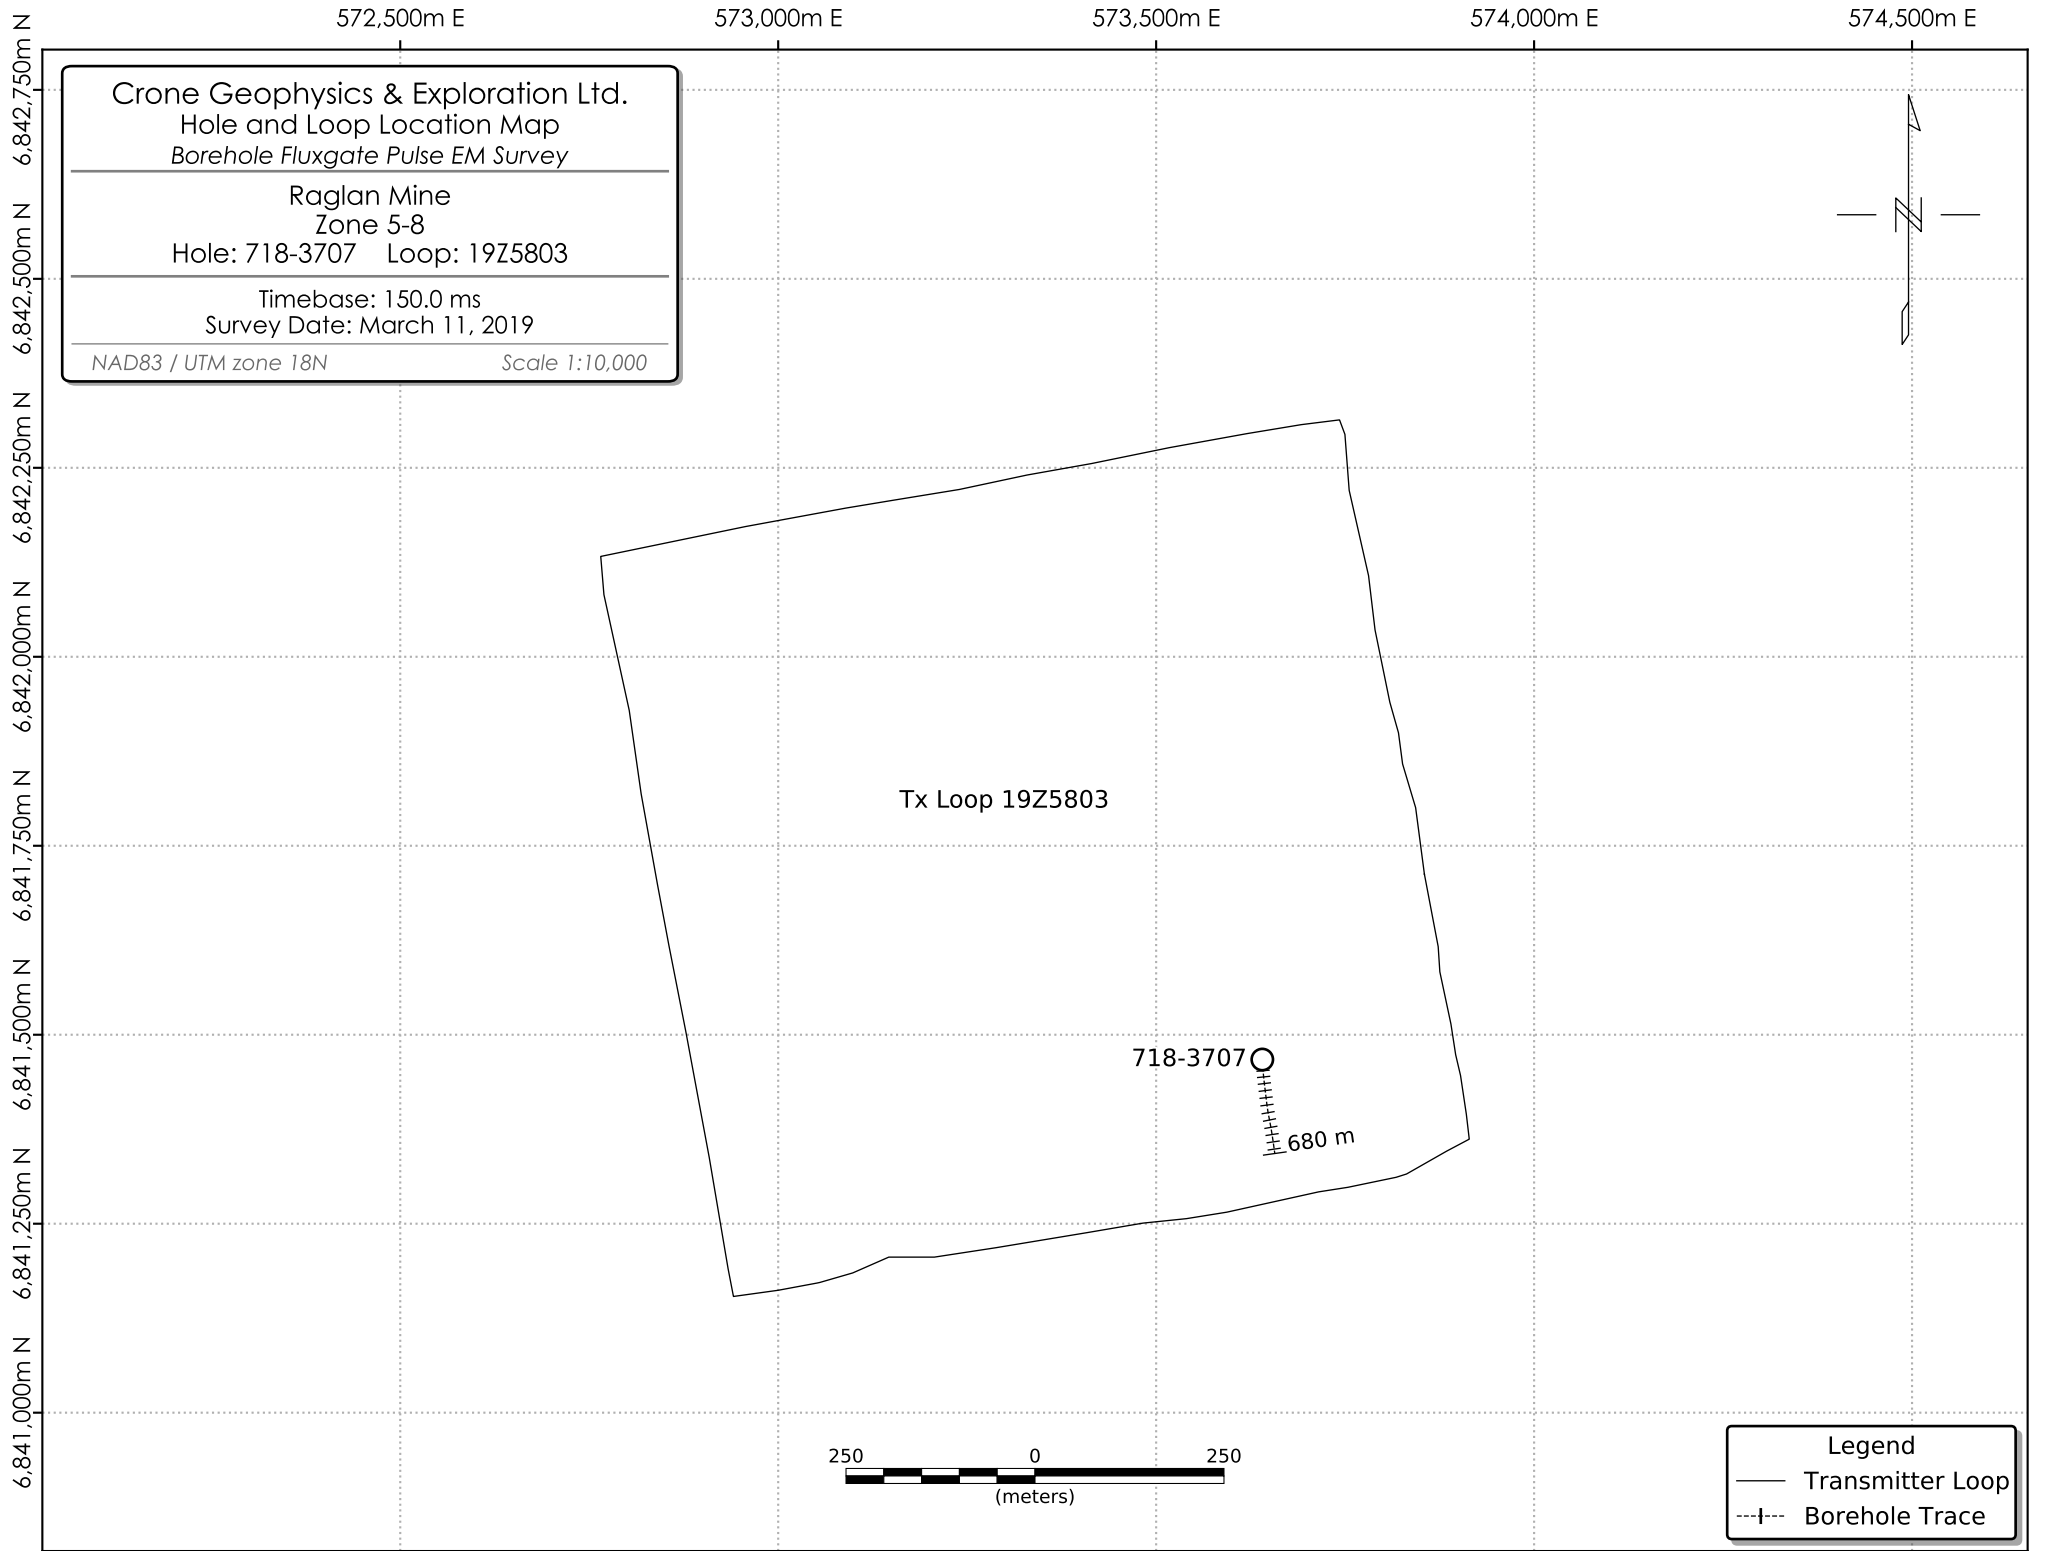 572,500m E 573,000m E 573,500m E 574,000m E 574,500m E
6,842,750m N
6,842,500m N
6,842,250m N
6,842,000m N
6,841,750m N
6,841,500m N
6,841,250m N
6,841,000m N
Crone Geophysics & Exploration Ltd.
Hole and Loop Location Map
Borehole Fluxgate Pulse EM Survey
Raglan Mine
Zone 5-8
Hole: 718-3707 Loop: 19Z5803
Timebase: 150.0 ms
Survey Date: March 11, 2019
NAD83 / UTM zone 18N Scale 1:10,000
N
Tx Loop 19Z5803
718-3707
680 m
250 0 250
(meters)
Legend
Transmitter Loop
Borehole Trace